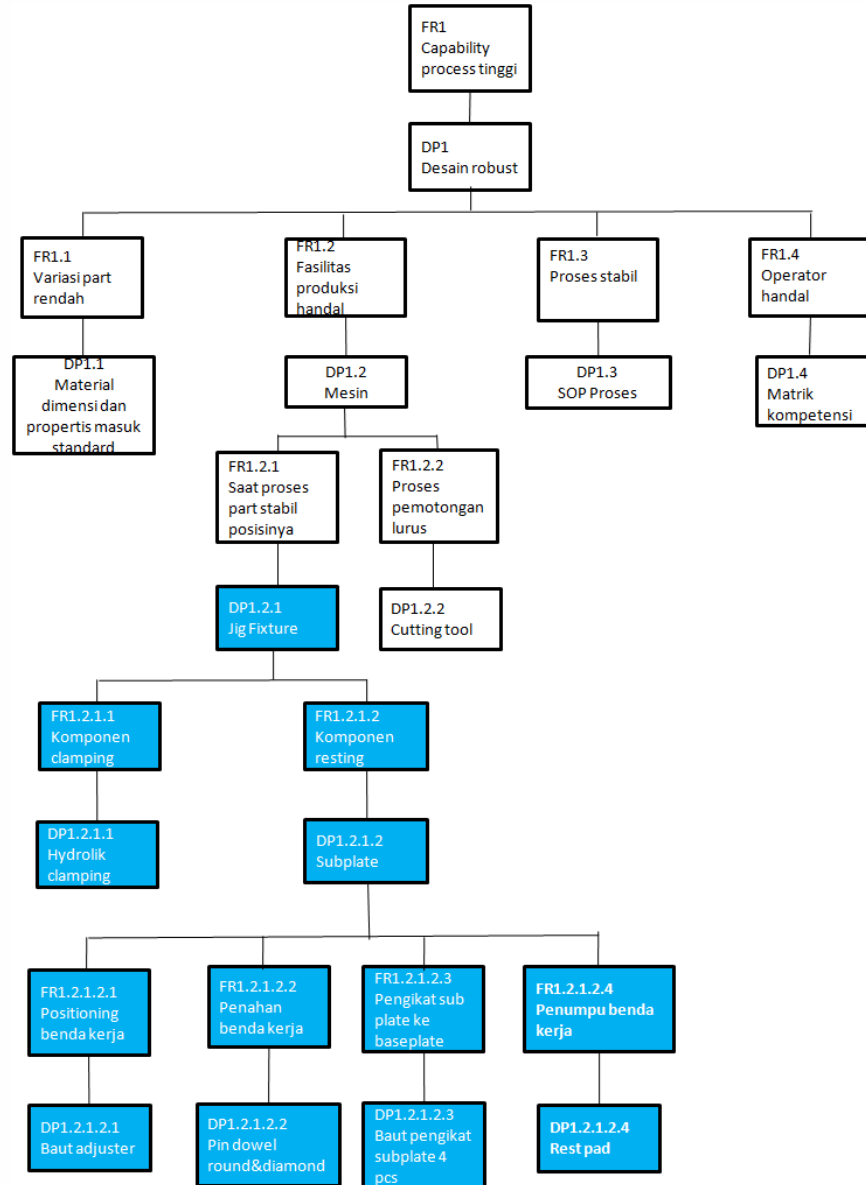 FR1
Capability
process tinggi
DP1
Desain robust
FR1.1
Variasi part
rendah
FR1.2
Fasilitas
produksi
handal
FR1.3
Proses stabil
FR1.4
Operator
handal
DP1.1
Material
dimensi dan
propertis masuk
standard
DP1.2
Mesin
DP1.3
SOP Proses
DP1.4
Matrik
kompetensi
FR1.2.1
Saat proses
part stabil
posisinya
FR1.2.2
Proses
pemotongan
lurus
DP1.2.1
Jig Fixture
DP1.2.2
Cutting tool
FR1.2.1.1
Komponen
clamping
FR1.2.1.2
Komponen
resting
DP1.2.1.1
Hydrolik
clamping
DP1.2.1.2
Subplate
FR1.2.1.2.1
Positioning
benda kerja
FR1.2.1.2.2
Penahan
benda kerja
FR1.2.1.2.3
Pengikat sub
plate ke
baseplate
FR1.2.1.2.4
Penumpu benda
kerja
DP1.2.1.2.1
Baut adjuster
DP1.2.1.2.2
Pin dowel
round&diamond
DP1.2.1.2.3
Baut pengikat
subplate 4
pcs
DP1.2.1.2.4
Rest pad